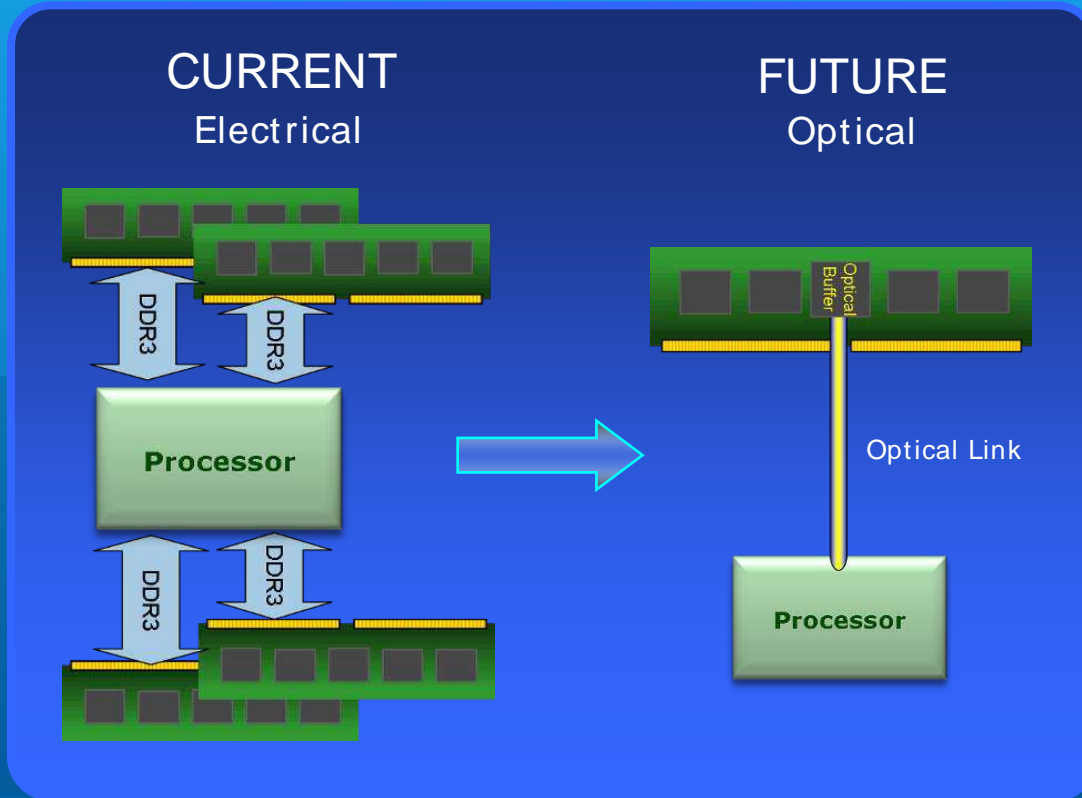 CURRENT
Electrical
FUTURE
Optical
DDR3
DDR3
Processor
DDR3
DDR3
Optical
Buffer
Optical Link
Processor